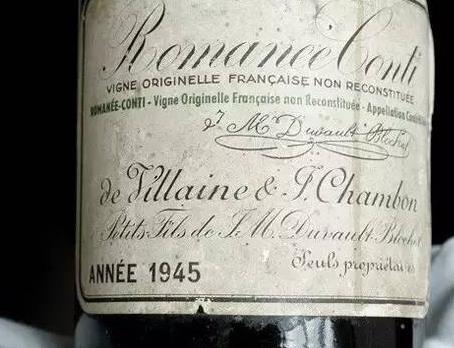 Romanée Conti
VIGNE ORIGINELLE FRANÇAISE NON RECONSTITUÉE
ROMANÉE-CONTI - Vigne Originelle Française non Reconstituée - Appellation
Mr Duvault Blochet
de Villaine & J. Chambon
Petits Fils de J. M. Duvault-Blochet
Seuls propriétaires
ANNÉE 1945